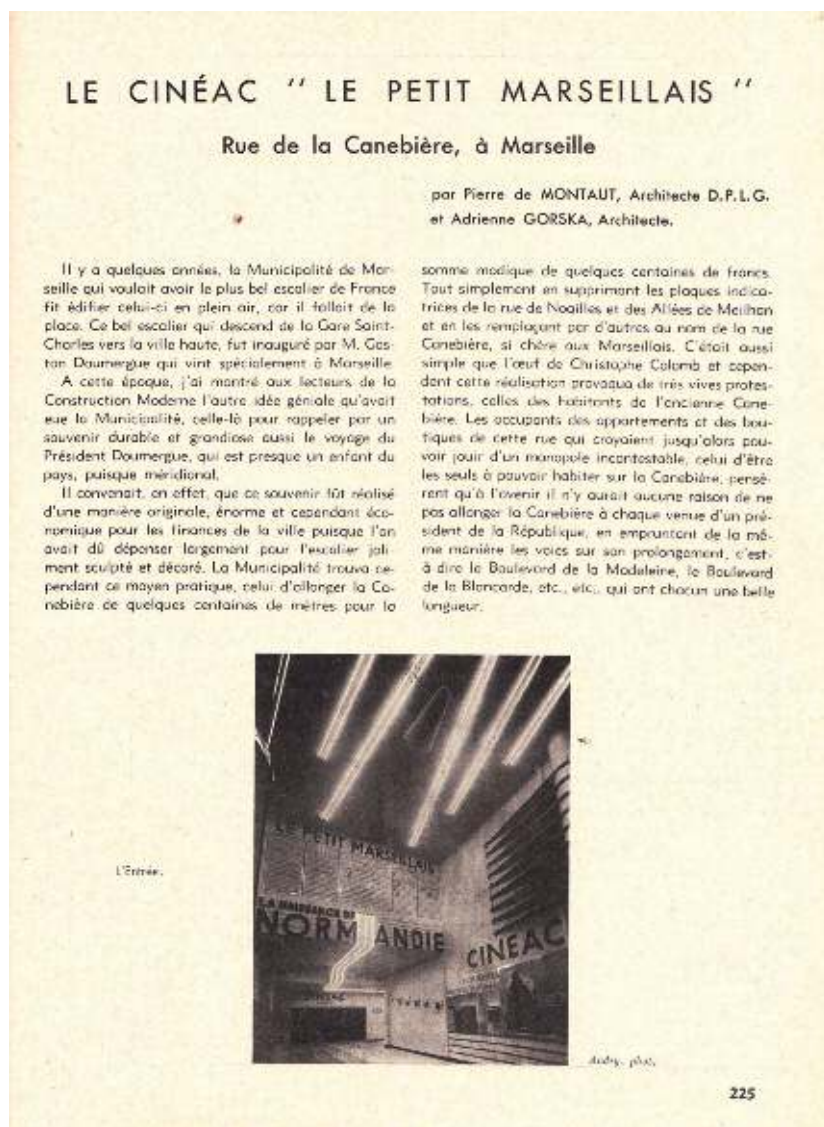 LE CINÉAC " LE PETIT MARSEILLAIS "
Rue de la Canebière, à Marseille
par Pierre de MONTAUT, Architecte D.P.L.G.
et Adrienne GORSKA, Architecte.
Il y a quelques années, la Municipalité de Mar-
seille qui voulait avoir le plus bel escalier de France
fit édifier celui-ci en plein air, car il fallait de la
place. Ce bel escalier qui descend de la Gare Saint-
Charles vers la ville haute, fut inauguré par M. Gas-
ton Doumergue qui vint spécialement à Marseille.
A cette époque, j'ai montré aux lecteurs de la
Construction Moderne l'autre idée géniale qu'avait
eue la Municipalité, celle-là pour rappeler par un
souvenir durable et grandiose aussi le voyage du
Président Doumergue, qui est presque un enfant du
pays, puisque méridional.
Il convenait, en effet, que ce souvenir fût réalisé
d'une manière originale, énorme et cependant éco-
nomique pour les finances de la ville puisque l'on
avait dû dépenser largement pour l'escalier joli-
ment sculpté et décoré. La Municipalité trouva ce-
pendant ce moyen pratique, celui d'allonger la Ca-
nebière de quelques centaines de mètres pour la
somme modique de quelques centaines de francs.
Tout simplement en supprimant les plaques indica-
trices de la rue de Noailles et des Allées de Meilhan
et en les remplaçant par d'autres au nom de la rue
Canebière, si chère aux Marseillais. C'était aussi
simple que l'œuf de Christophe Colomb et cepen-
dant cette réalisation provoqua de très vives protes-
tations, celles des habitants de l'ancienne Cane-
bière. Les occupants des appartements et des bou-
tiques de cette rue qui croyaient jusqu'alors pou-
voir jouir d'un monopole incontestable, celui d'être
les seuls à pouvoir habiter sur la Canebière, pensè-
rent qu'à l'avenir il n'y aurait aucune raison de ne
pas allonger la Canebière à chaque venue d'un pré-
sident de la République, en empruntant de la mê-
me manière les voies sur son prolongement, c'est-
à dire le Boulevard de la Madeleine, le Boulevard
de la Blancarde, etc., etc., qui ont chacun une belle
longueur.
LE PETIT MARSEILLAIS
LA NAISSANCE DE
NORMANDIE
CINEAC
CINEAC
L'Entrée.
Audry, phot.
225